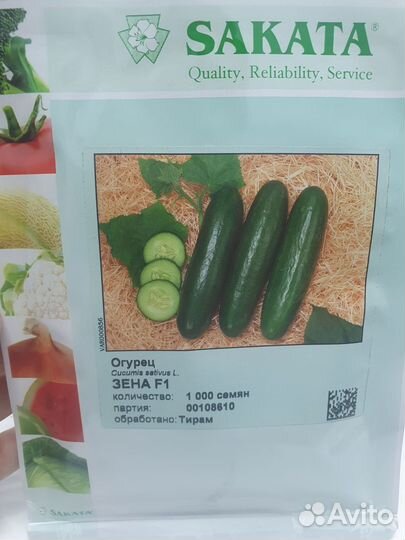 SAKATA®
Quality, Reliability, Service
VAR00856
Огурец
Cucumis sativus L.
ЗЕНА F1
количество: 1 000 семян
партия: 00108610
обработано: Тирам
SAKATA
Avito